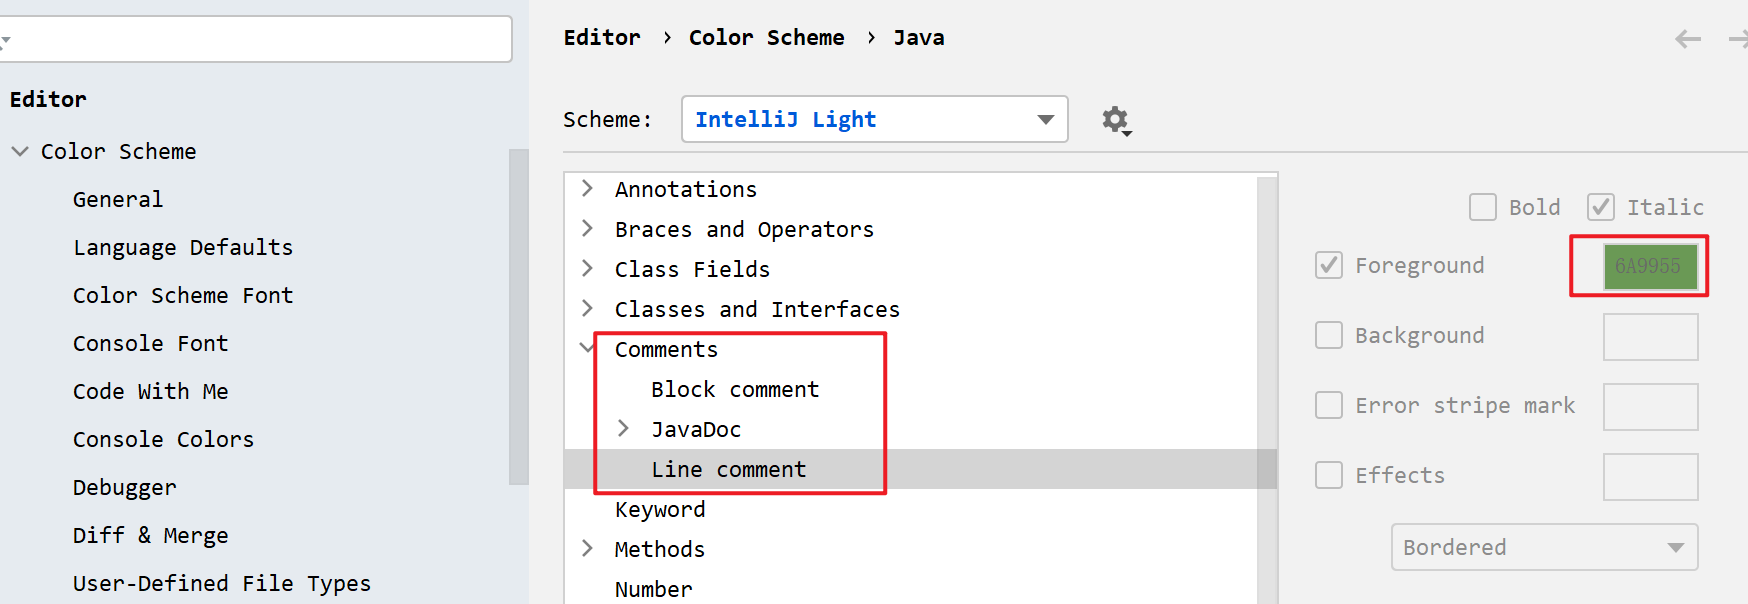 Editor › Color Scheme › Java
Editor
Scheme: IntelliJ Light
Color Scheme
General
Language Defaults
Color Scheme Font
Console Font
Code With Me
Console Colors
Debugger
Diff & Merge
User-Defined File Types
Annotations
Braces and Operators
Class Fields
Classes and Interfaces
Comments
Block comment
JavaDoc
Line comment
Keyword
Methods
Number
Bold Italic
Foreground 6A9955
Background
Error stripe mark
Effects
Bordered